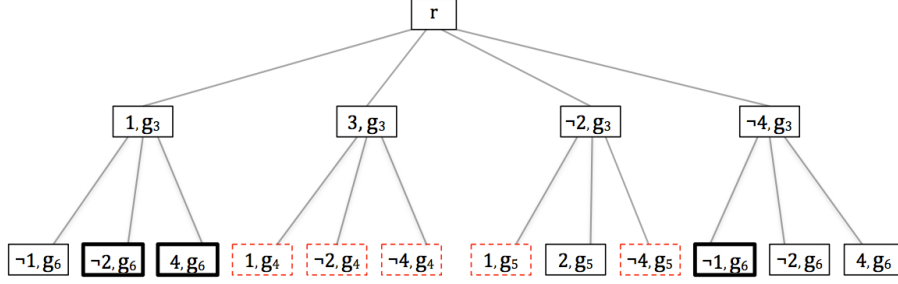 r
1, g₃ 3, g₃ ¬2, g₃ ¬4, g₃
¬1, g₆ ¬2, g₆ 4, g₆ 1, g₄ ¬2, g₄ ¬4, g₄ 1, g₅ 2, g₅ ¬4, g₅ ¬1, g₆ ¬2, g₆ 4, g₆